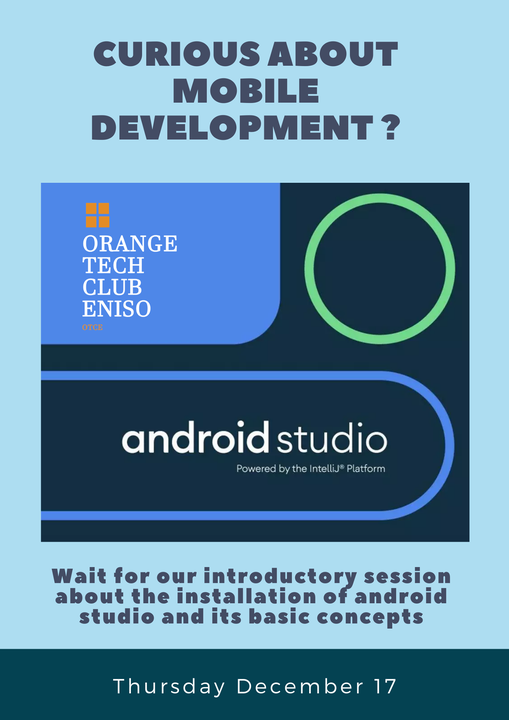 CURIOUS ABOUT
MOBILE
DEVELOPMENT ?
ORANGE
TECH
CLUB
ENISO
OTCE
android studio
Powered by the IntelliJ® Platform
Wait for our introductory session
about the installation of android
studio and its basic concepts
Thursday December 17